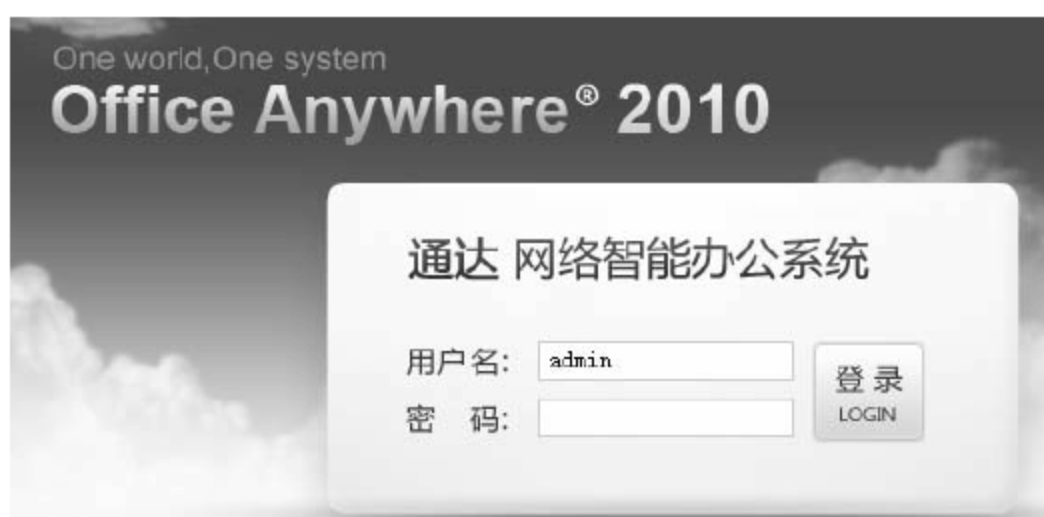 One world,One system
Office Anywhere® 2010
通达 网络智能办公系统
用户名: admin
密 码:
登 录
LOGIN